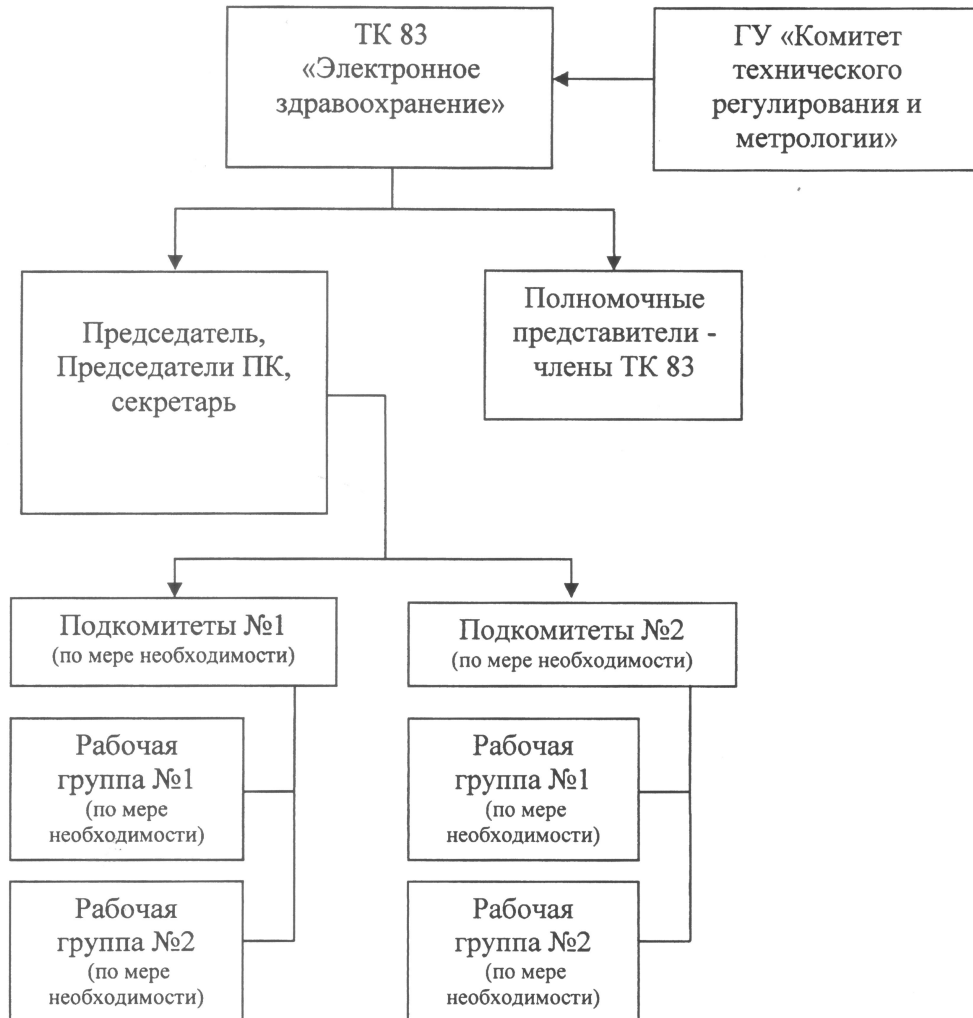 ТК 83
«Электронное
здравоохранение»
ГУ «Комитет
технического
регулирования и
метрологии»
Председатель,
Председатели ПК,
секретарь
Полномочные
представители -
члены ТК 83
Подкомитеты №1
(по мере необходимости)
Подкомитеты №2
(по мере необходимости)
Рабочая
группа №1
(по мере
необходимости)
Рабочая
группа №1
(по мере
необходимости)
Рабочая
группа №2
(по мере
необходимости)
Рабочая
группа №2
(по мере
необходимости)